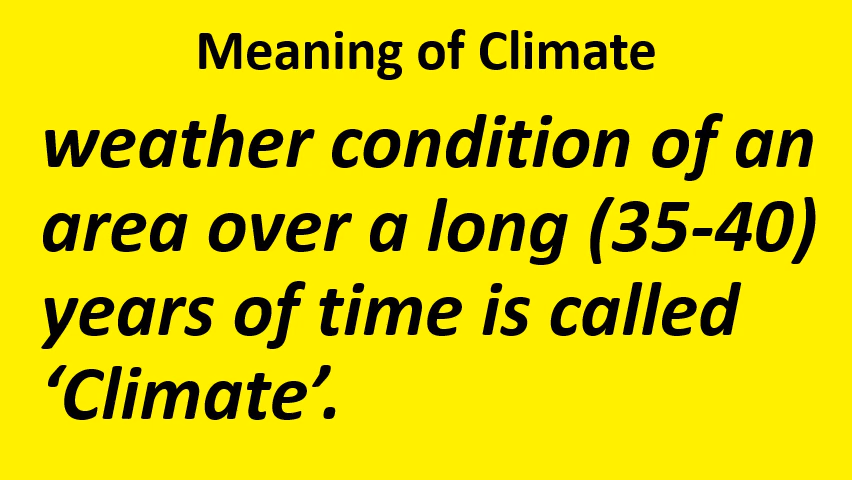 Meaning of Climate
weather condition of an
area over a long (35-40)
years of time is called
‘Climate’.